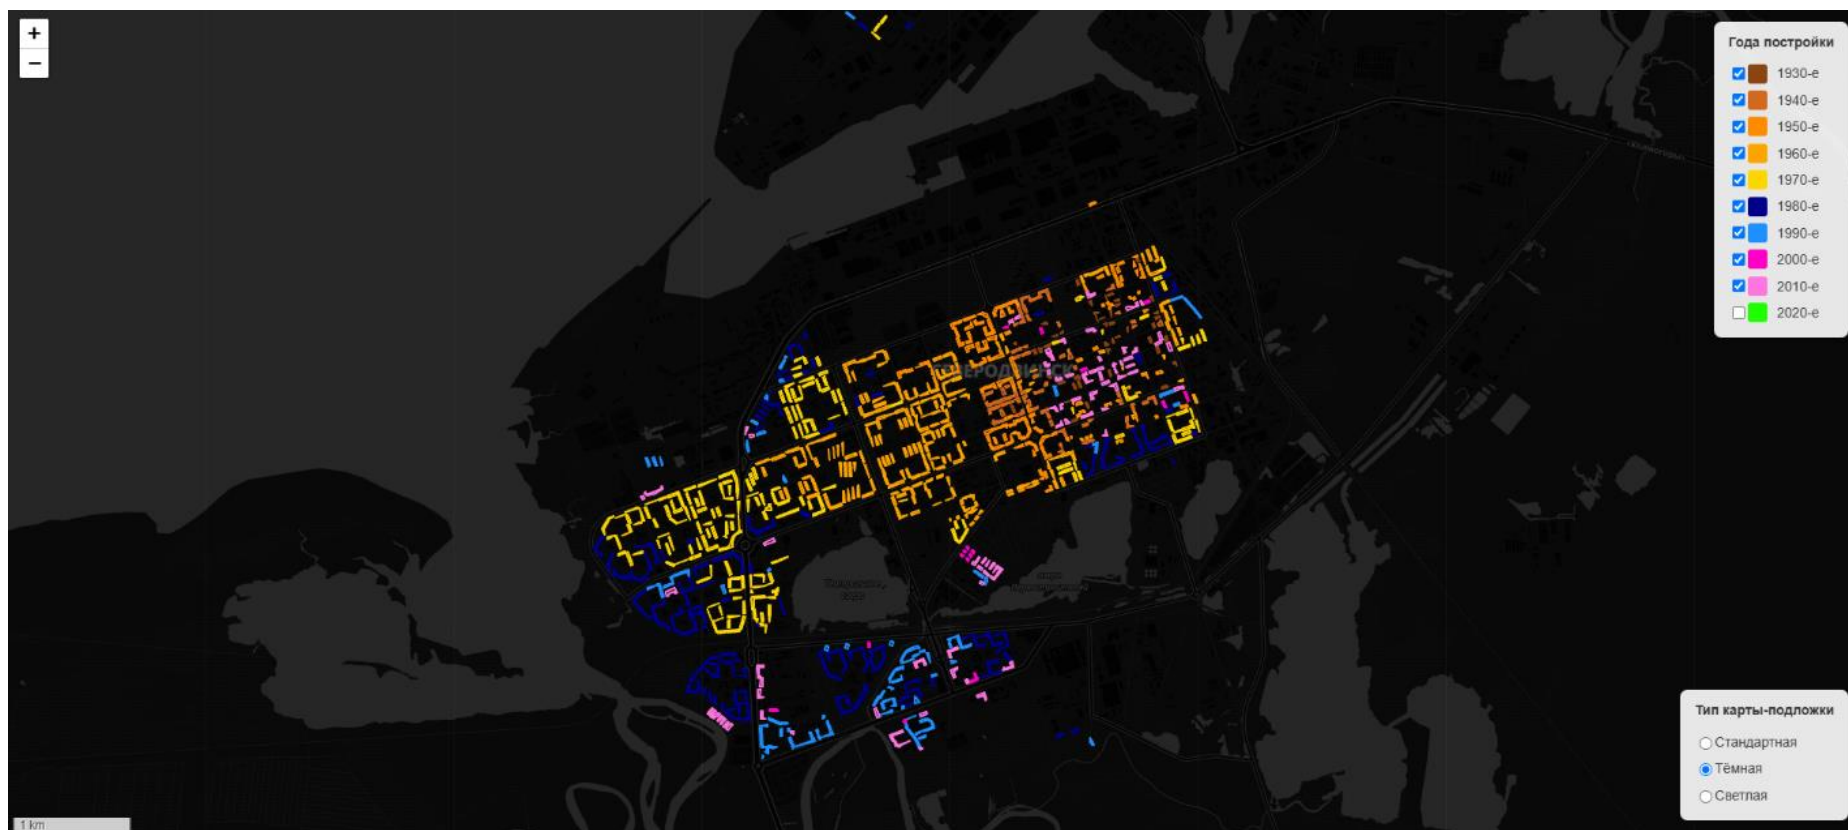 +
−
Года постройки
1930-е
1940-е
1950-е
1960-е
1970-е
1980-е
1990-е
2000-е
2010-е
2020-е
СЕВЕРОДВИНСК
Тип карты-подложки
Стандартная
Тёмная
Светлая
1 km